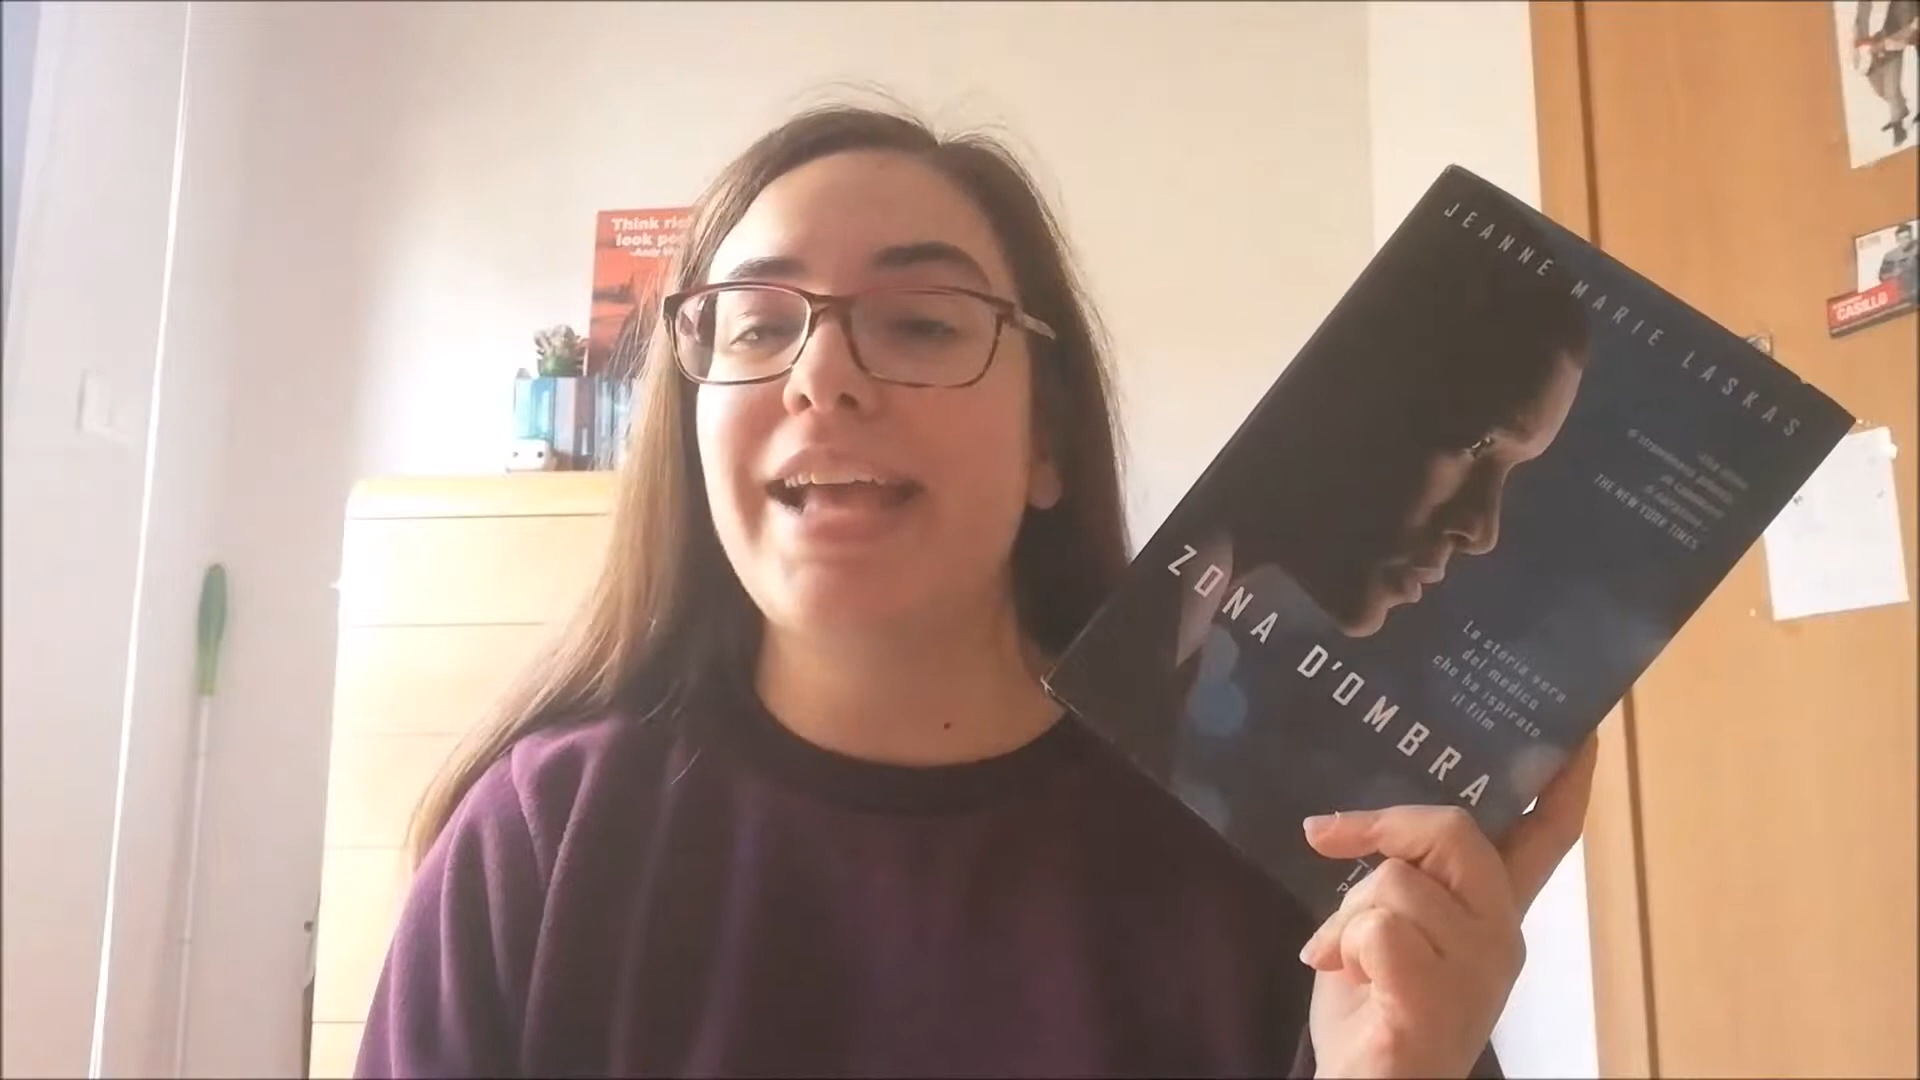 Think ric
look po
JEANNE MARIE LASKAS
THE NEW YORK TIMES
ZONA D'OMBRA
La storia vera
del medico
che ha ispirato
il film
CASILLO